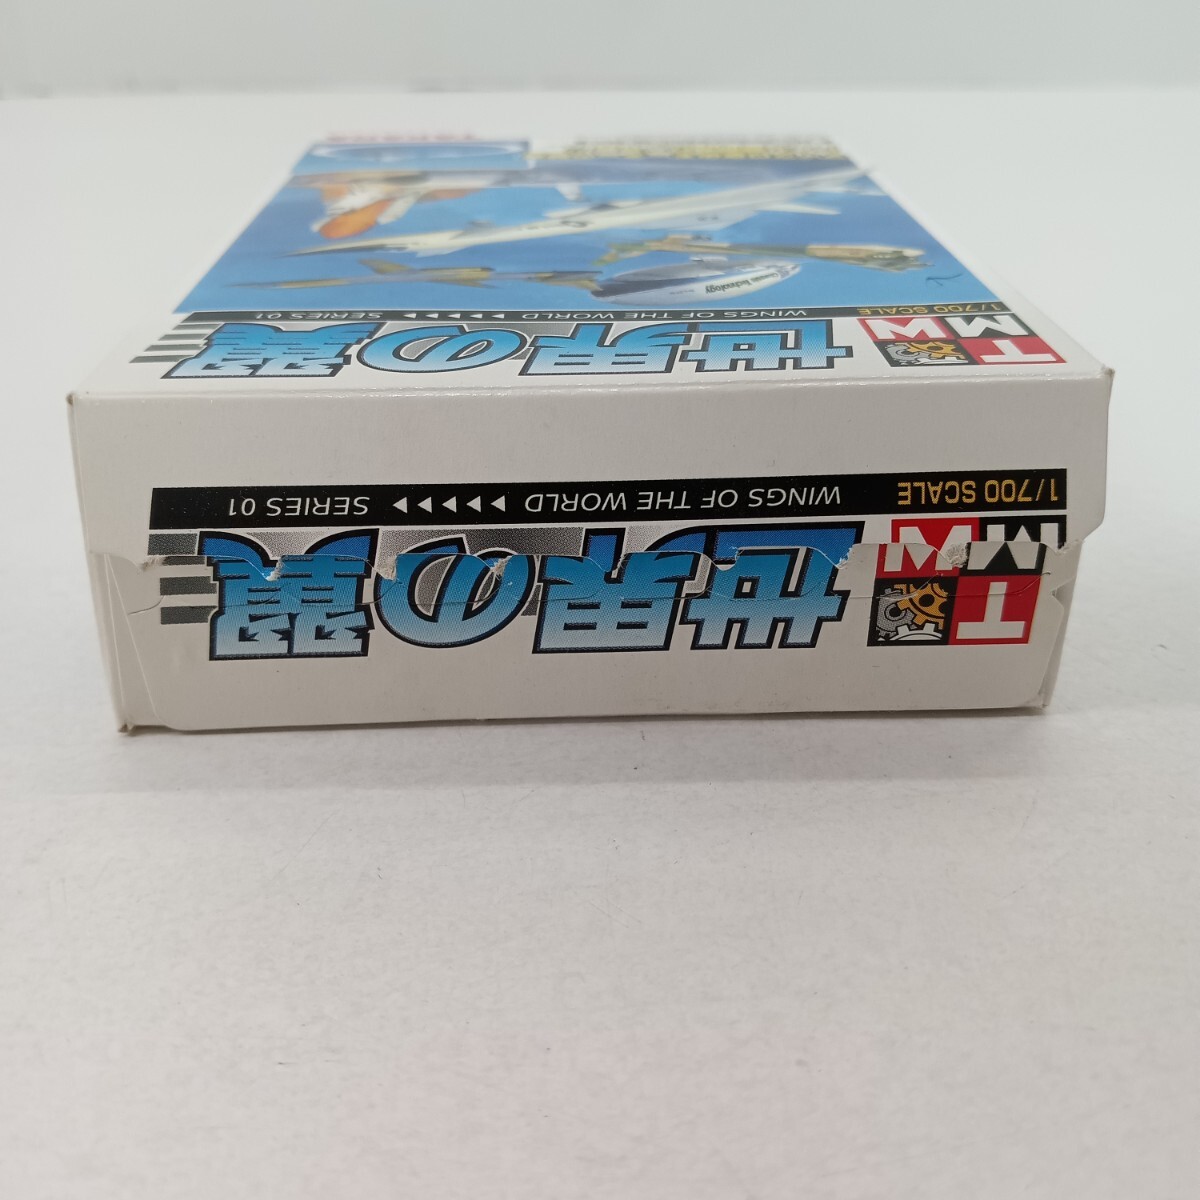 1/700 SCALE
WINGS OF THE WORLD ▶▶▶▶▶ SERIES 01
TMW
世界の翼
1/700 SCALE
WINGS OF THE WORLD ▶▶▶▶▶ SERIES 01
TMW
世界の翼